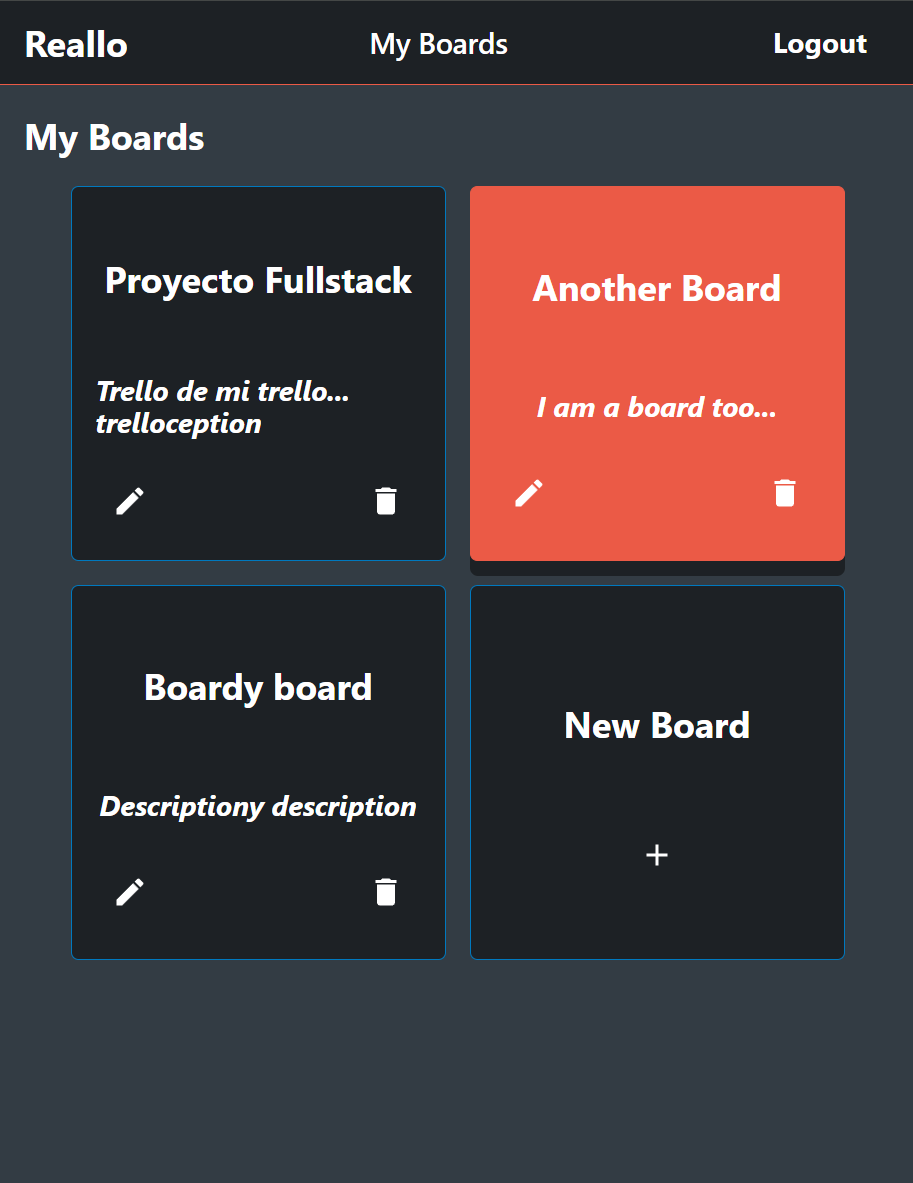 Reallo
My Boards
Logout
My Boards
Proyecto Fullstack
Trello de mi trello...
trelloception
Another Board
I am a board too...
Boardy board
Descriptiony description
New Board